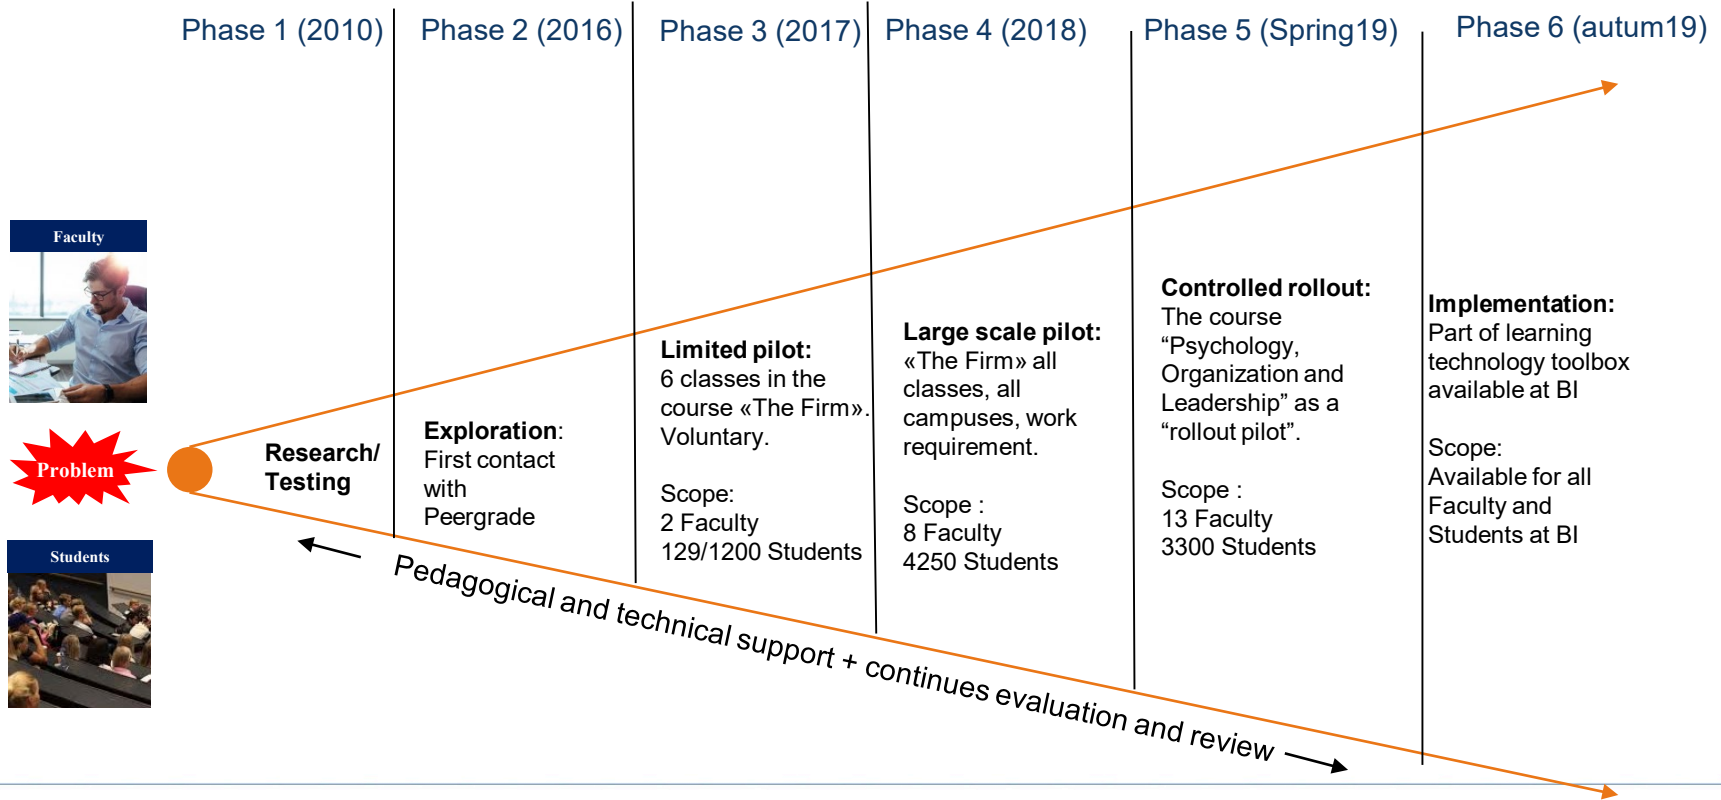 Phase 1 (2010)
Phase 2 (2016)
Phase 3 (2017)
Phase 4 (2018)
Phase 5 (Spring19)
Phase 6 (autum19)
Faculty
Problem
Students
Research/
Testing
Exploration:
First contact
with
Peergrade
Limited pilot:
6 classes in the
course «The Firm».
Voluntary.
Scope:
2 Faculty
129/1200 Students
Large scale pilot:
«The Firm» all
classes, all
campuses, work
requirement.
Scope :
8 Faculty
4250 Students
Controlled rollout:
The course
“Psychology,
Organization and
Leadership” as a
“rollout pilot”.
Scope :
13 Faculty
3300 Students
Implementation:
Part of learning
technology toolbox
available at BI
Scope:
Available for all
Faculty and
Students at BI
Pedagogical and technical support + continues evaluation and review